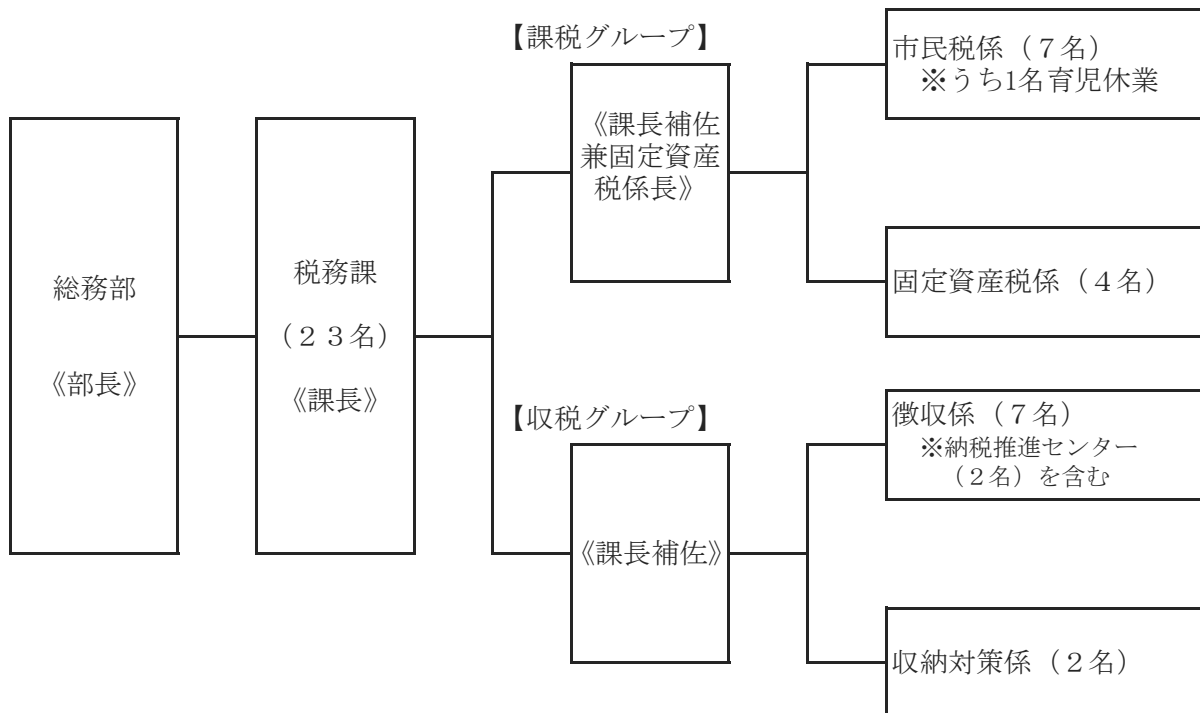 総務部
《部長》
税務課
（２３名）
《課長》
【課税グループ】
《課長補佐
兼固定資産
税係長》
市民税係（７名）
※うち1名育児休業
固定資産税係（４名）
【収税グループ】
《課長補佐》
徴収係（７名）
※納税推進センター
（２名）を含む
収納対策係（２名）